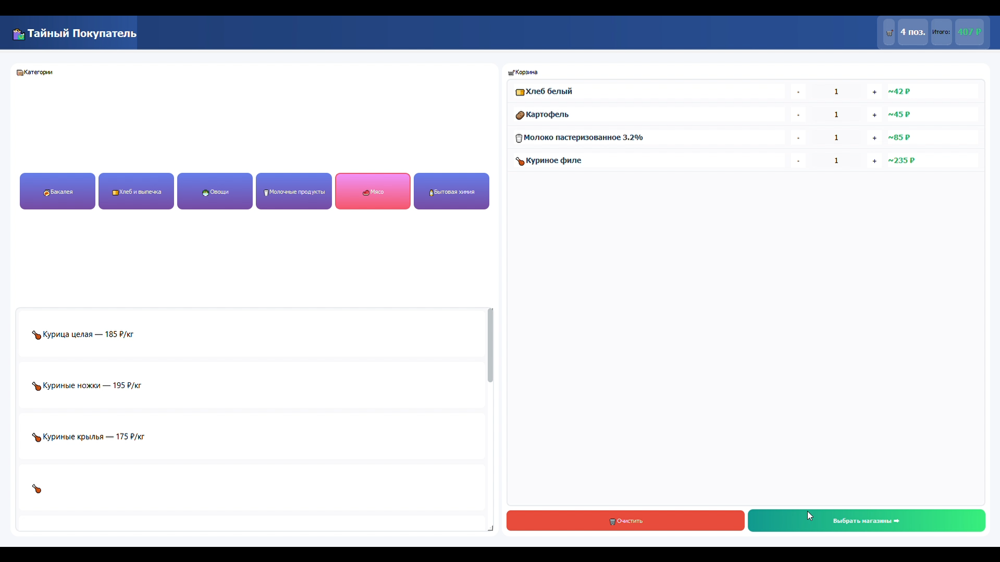 Тайный Покупатель
4 поз.
Итого:
407 ₽
Категории
Бакалея
Хлеб и выпечка
Овощи
Молочные продукты
Мясо
Бытовая химия
Курица целая — 185 ₽/кг
Куриные ножки — 195 ₽/кг
Куриные крылья — 175 ₽/кг
Корзина
Хлеб белый - 1 + ~42 ₽
Картофель - 1 + ~45 ₽
Молоко пастеризованное 3.2% - 1 + ~85 ₽
Куриное филе - 1 + ~235 ₽
Очистить
Выбрать магазины ➡